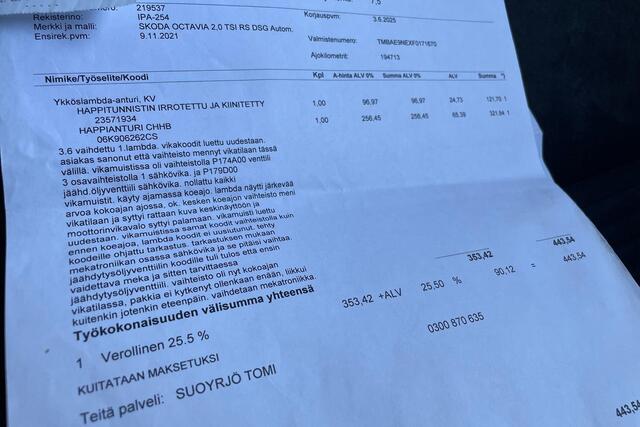 219537
Rekisterinro: IPA-254
Merkki ja malli: SKODA OCTAVIA 2,0 TSI RS DSG Autom.
Ensirek.pvm: 9.11.2021
7,5
Korjauspvm: 3.6.2025
Valmistenumero: TMBAE9NEXF0171670
Ajokilometrit: 194713
Nimike/Työselite/Koodi Kpl A-hinta ALV 0% Summa ALV 0% ALV Summa *)
Ykköslambda-anturi, KV
HAPPITUNNISTIN IRROTETTU JA KIINITETTY 1,00 96,97 96,97 24,73 121,70 1
23571934
HAPPIANTURI CHHB 1,00 256,45 256,45 65,39 321,84 1
06K906262CS
3.6 vaihdettu 1.lambda. vikakoodit luettu uudestaan.
asiakas sanonut että vaihteisto mennyt vikatilaan tässä
välillä. vikamuistissa oli vaihteistolla P174A00 venttili
3 osavaihteistolla 1 sähkövika. ja P179D00
jäähd.öljyventtiili sähkövika. nollattu kaikki
vikamuistit. käyty ajamassa koeajo. lambda näytti järkevää
arvoa kokoajan ajossa, ok. kesken koeajon vaihteisto meni
vikatilaan ja syttyi rattaan kuva keskinäyttöön ja
moottorinvikavalo syttyi palamaan. vikamuisti luettu
uudestaan. vikamuistissa samat koodit vaihteistolla kuin
ennen koeajoa, lambda koodit ei uusiutunut. tehty
koodeille ohjattu tarkastus. tarkastuksen mukaan
mekatroniikan osassa sähkövika ja se pitäisi vaihtaa.
jäähdytysöljyventtiilin koodille tuli tulos että ensin
vaidettava meka ja sitten tarvittaessa
jäähdytysöljyventtiili. vaihteisto oli nyt kokoajan
vikatilassa, pakkia ei kytkenyt ollenkaan enään, liikkui
kuitenkin jotenkin eteenpäin. vaihdetaan mekatroniikka.
Työkokonaisuuden välisumma yhteensä 353,42 443,54
1 Verollinen 25.5 % 353,42 +ALV 25,50 % 90,12 = 443,54
KUITATAAN MAKSETUKSI
Teitä palveli: SUOYRJÖ TOMI 0300 870 635
443,54